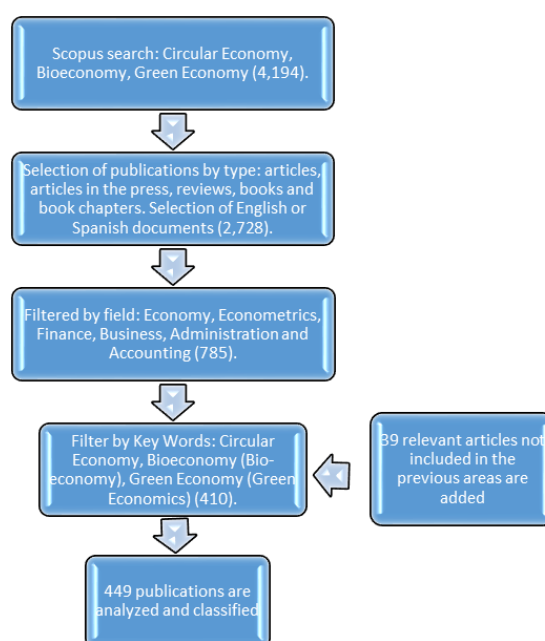 Scopus search: Circular Economy,
Bioeconomy, Green Economy (4,194).
Selection of publications by type: articles,
articles in the press, reviews, books and
book chapters. Selection of English or
Spanish documents (2,728).
Filtered by field: Economy, Econometrics,
Finance, Business, Administration and
Accounting (785).
Filter by Key Words: Circular
Economy, Bioeconomy (Bio-
economy), Green Economy (Green
Economics) (410).
39 relevant articles not
included in the
previous areas are
added
449 publications are
analyzed and classified